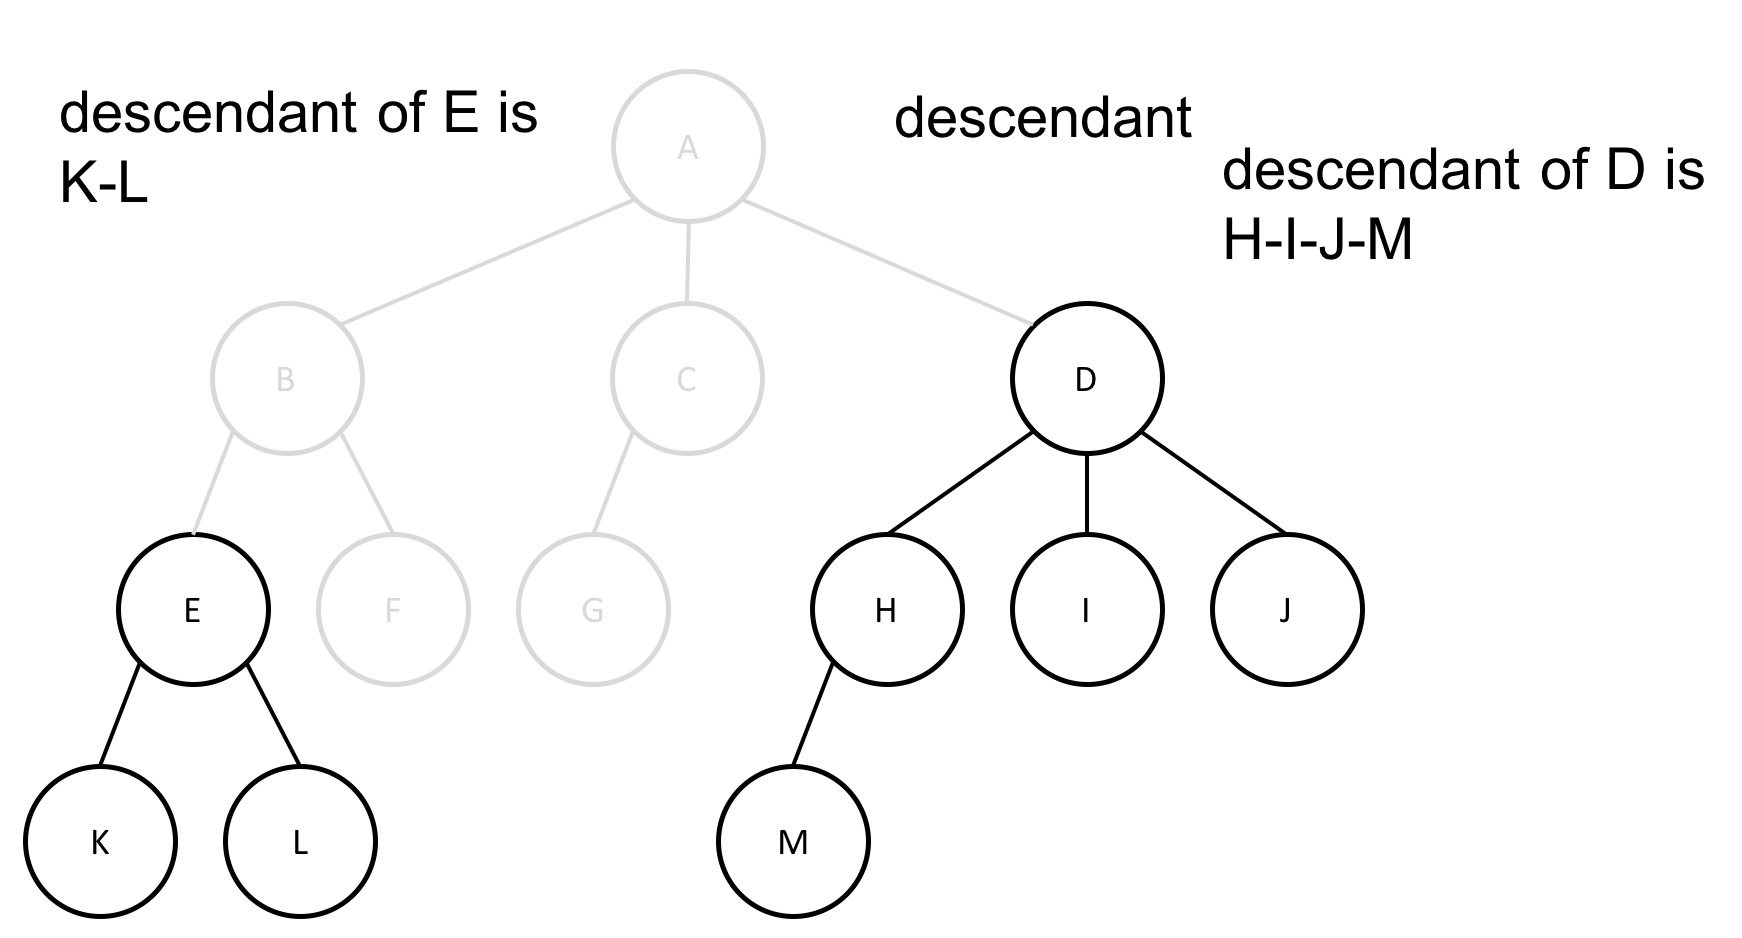 descendant of E is
K-L
descendant
descendant of D is
H-I-J-M
A
B
C
D
E
F
G
H
I
J
K
L
M